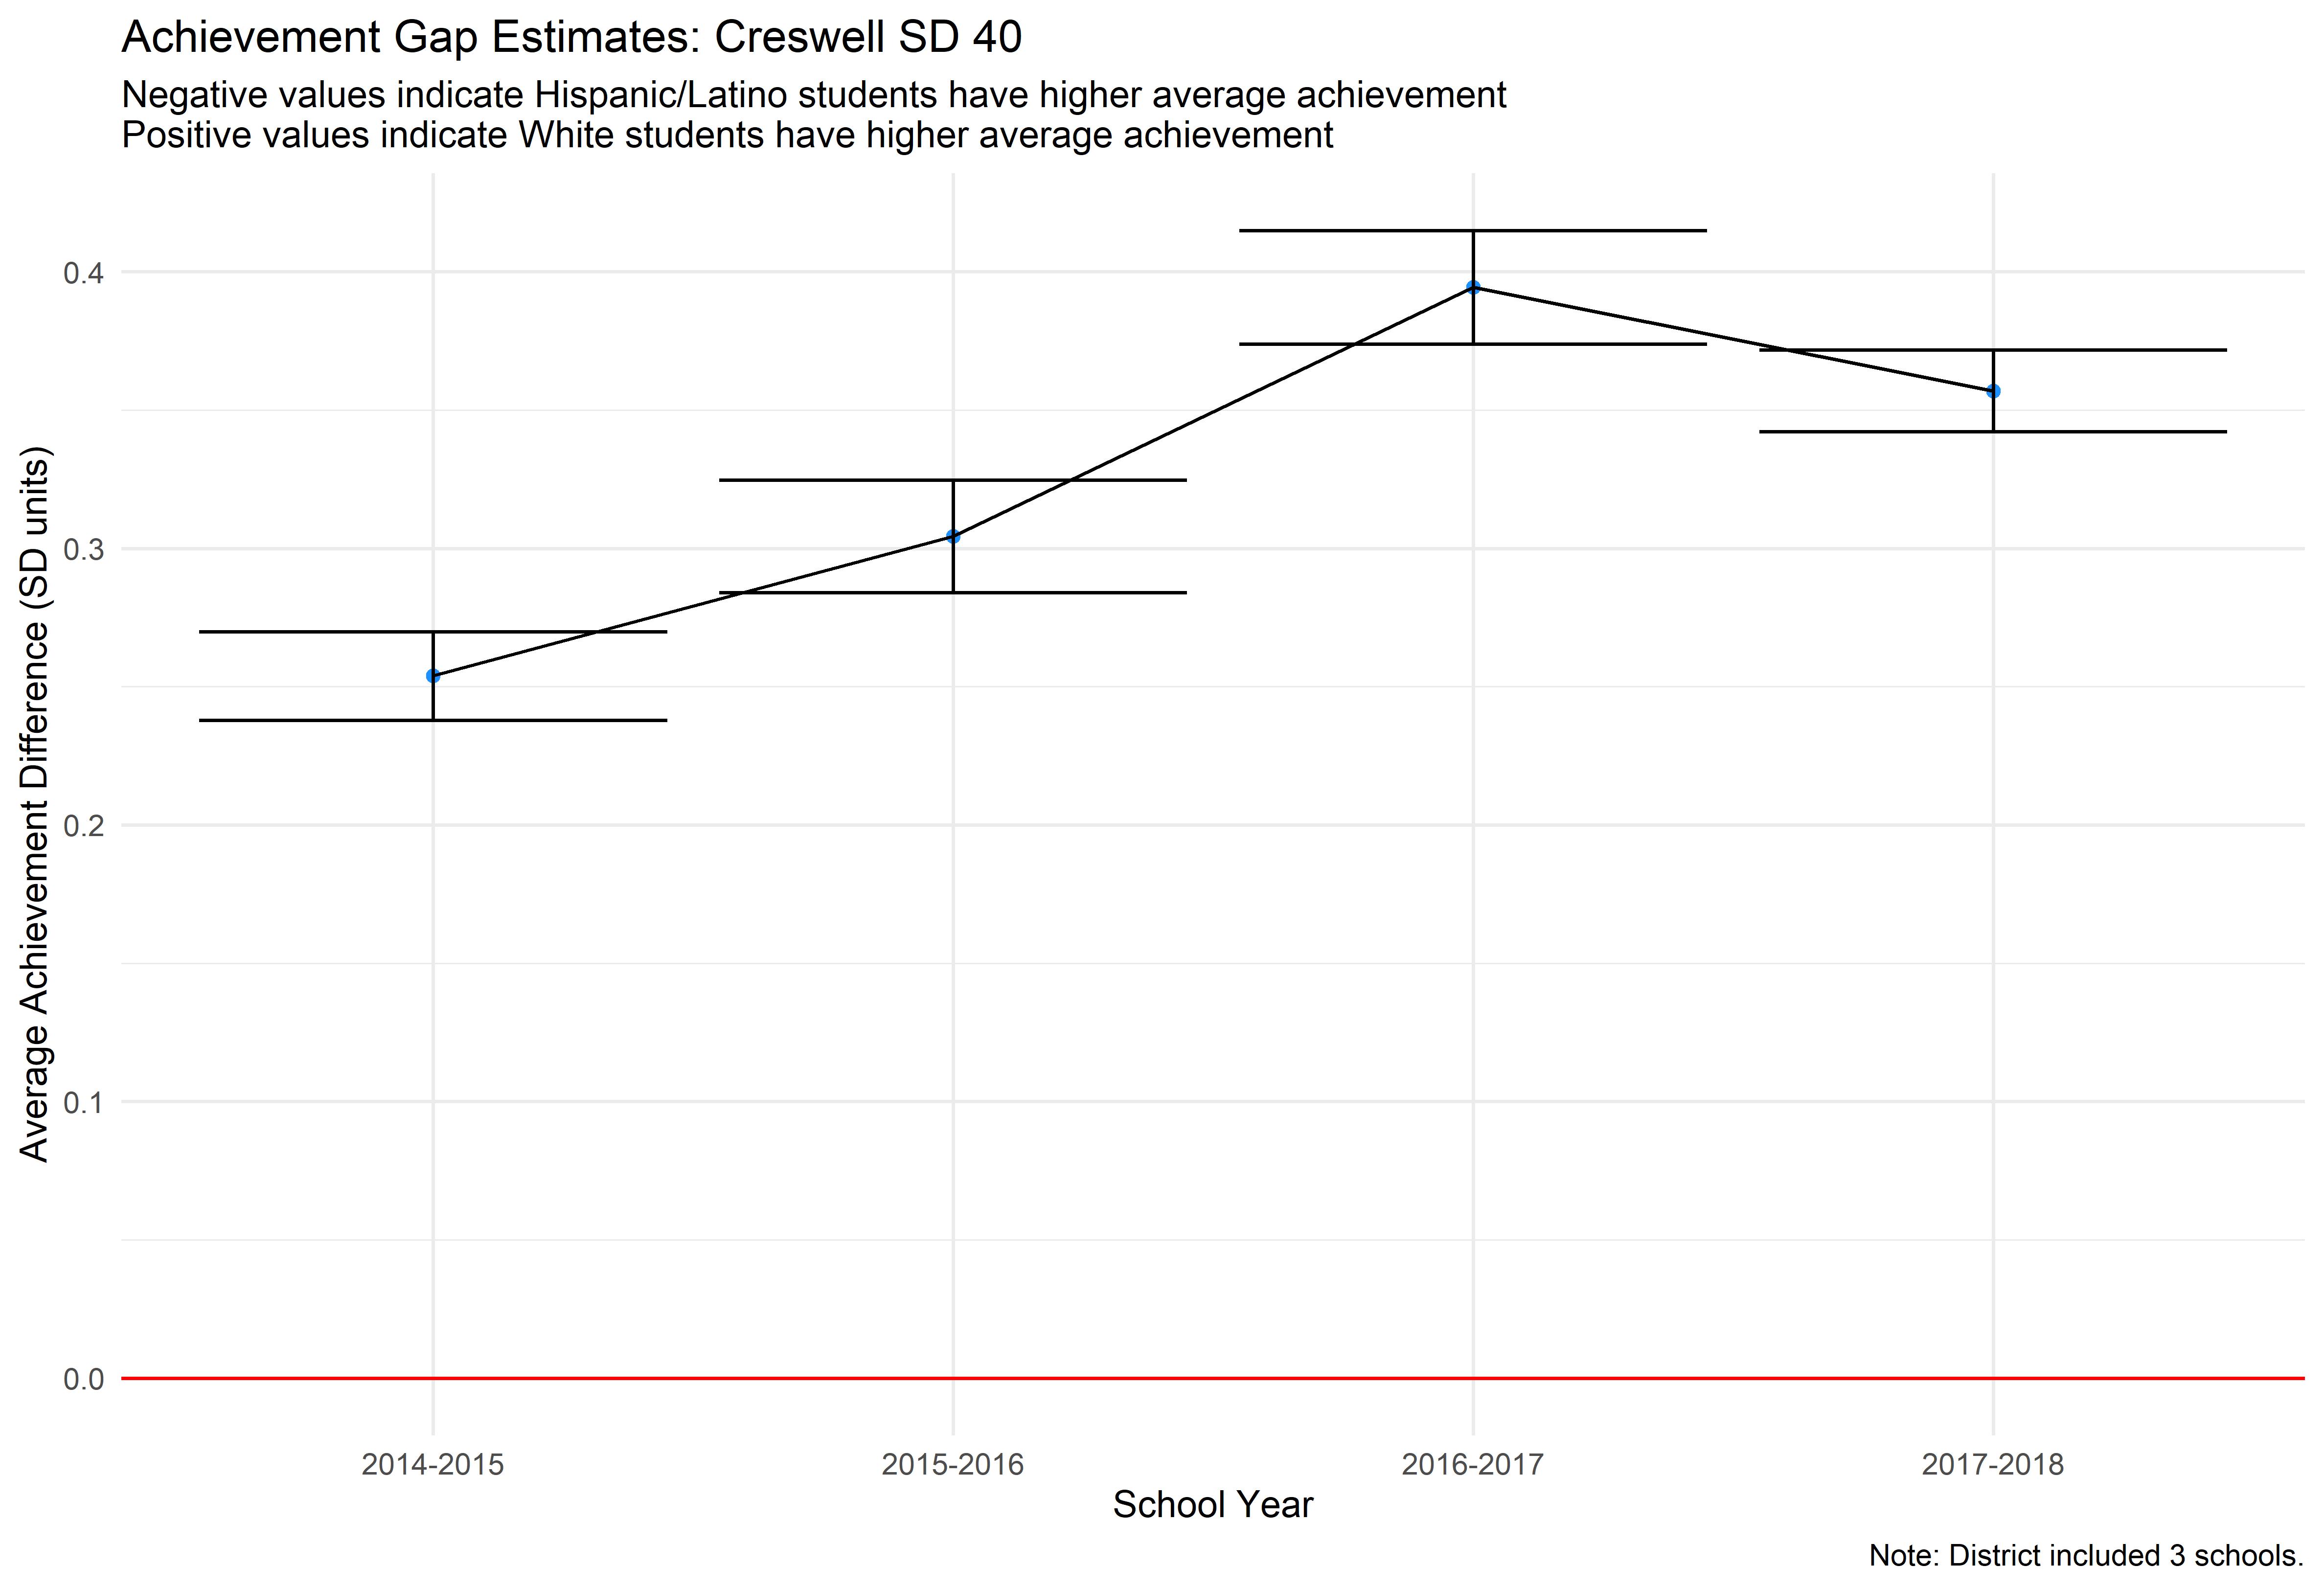 Achievement Gap Estimates: Creswell SD 40
Negative values indicate Hispanic/Latino students have higher average achievement
Positive values indicate White students have higher average achievement
Average Achievement Difference (SD units)
0.4
0.3
0.2
0.1
0.0
2014-2015
2015-2016
2016-2017
2017-2018
School Year
Note: District included 3 schools.